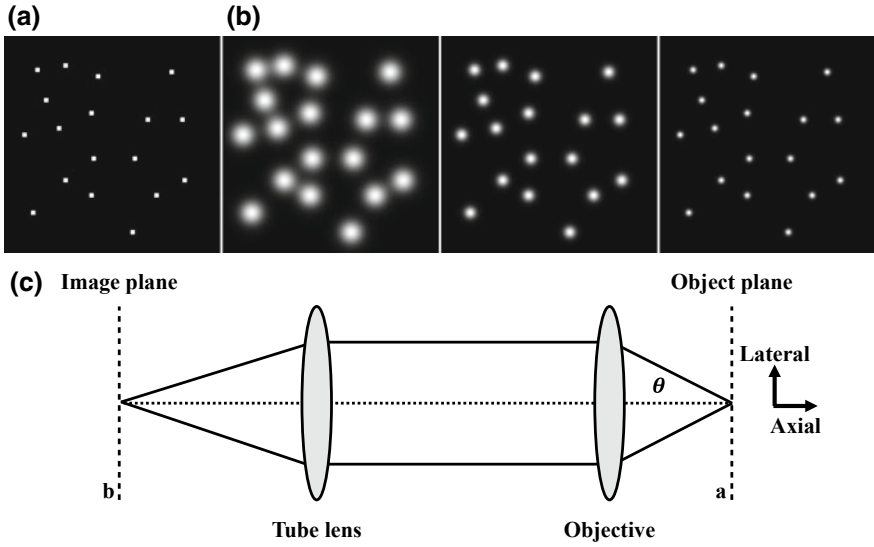 (a)
(b)
(c)
Image plane
Object plane
Lateral
θ
Axial
b
a
Tube lens
Objective